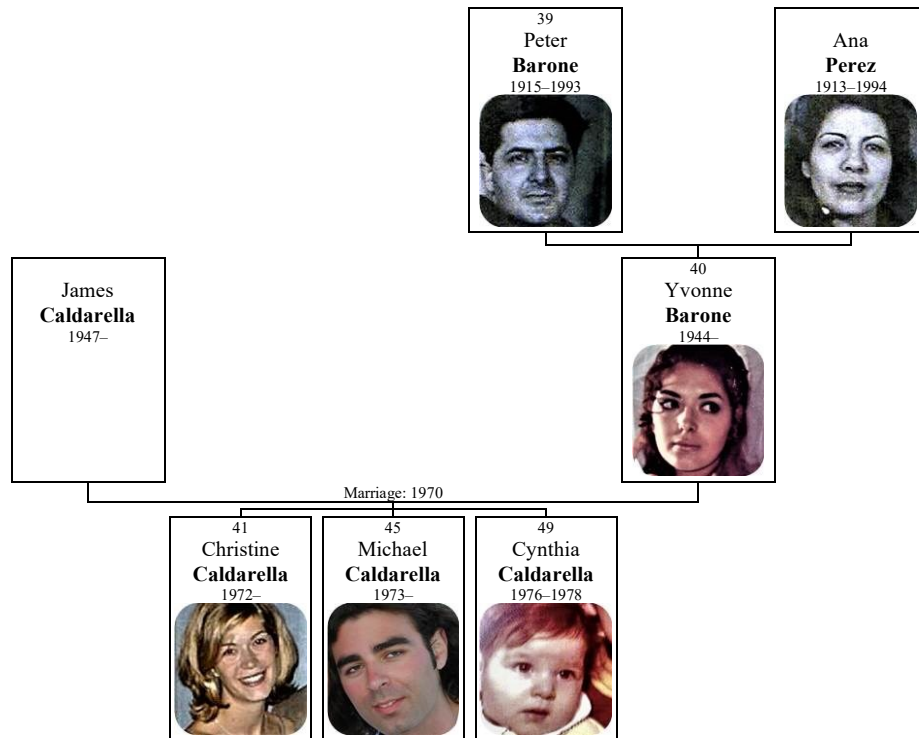 39
Peter
Barone
1915–1993
Ana
Perez
1913–1994
James
Caldarella
1947–
40
Yvonne
Barone
1944–
Marriage: 1970
41
Christine
Caldarella
1972–
45
Michael
Caldarella
1973–
49
Cynthia
Caldarella
1976–1978